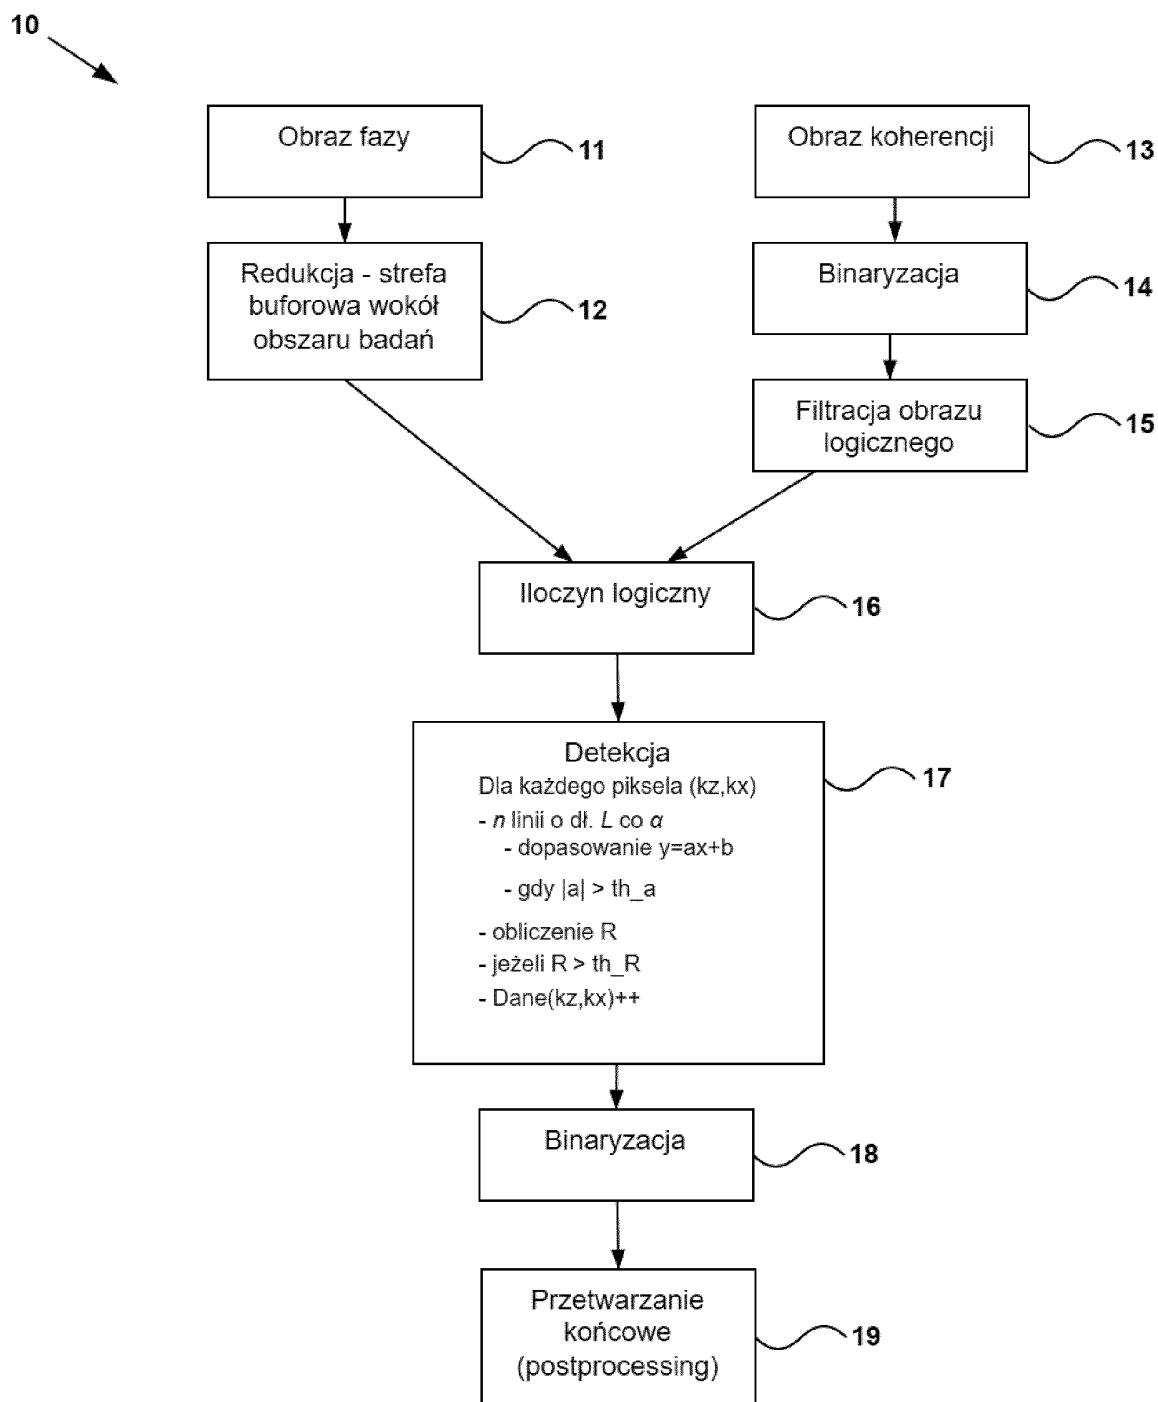 10
Obraz fazy
11
Obraz koherencji
13
Redukcja - strefa
buforowa wokół
obszaru badań
12
Binaryzacja
14
Filtracja obrazu
logicznego
15
Iloczyn logiczny
16
Detekcja
Dla każdego piksela (kz,kx)
- n linii o dł. L co α
- dopasowanie y=ax+b
- gdy |a| > th_a
- obliczenie R
- jeżeli R > th_R
- Dane(kz,kx)++
17
Binaryzacja
18
Przetwarzanie
końcowe
(postprocessing)
19